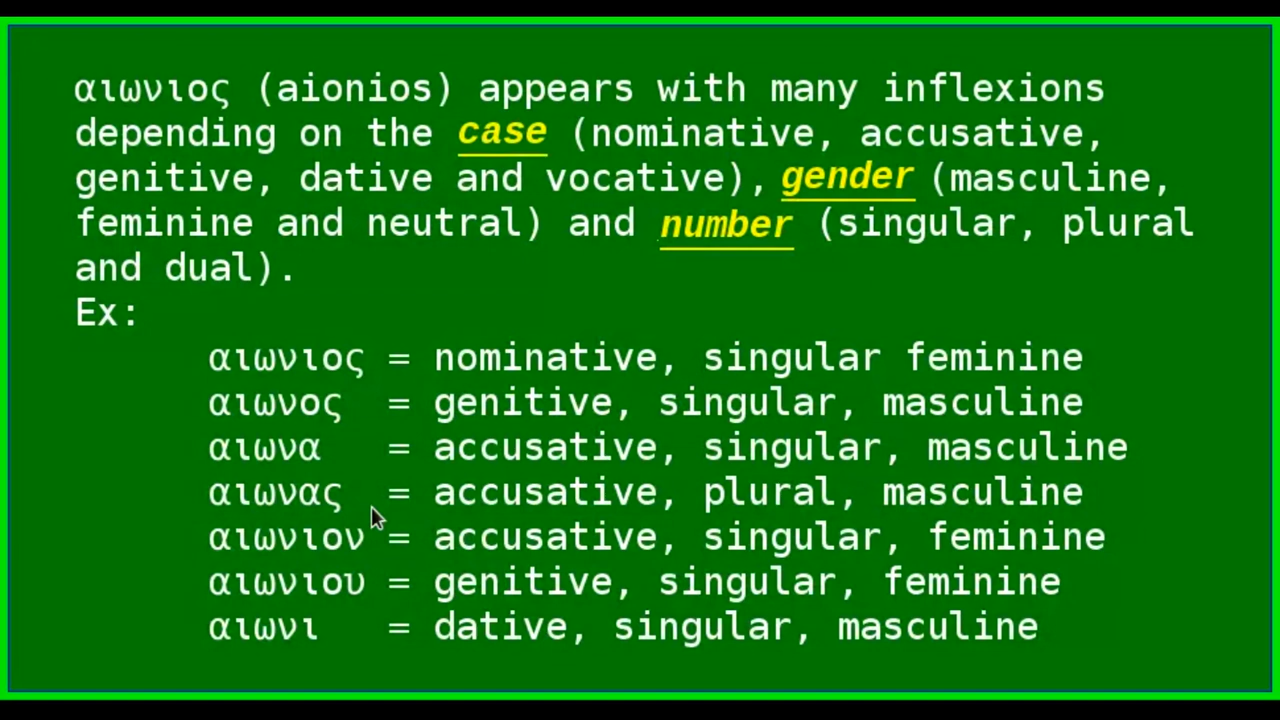 αιωνιος (aionios) appears with many inflexions
depending on the case (nominative, accusative,
genitive, dative and vocative), gender (masculine,
feminine and neutral) and number (singular, plural
and dual).
Ex:
αιωνιος = nominative, singular feminine
αιωνος = genitive, singular, masculine
αιωνα = accusative, singular, masculine
αιωνας = accusative, plural, masculine
αιωνιον = accusative, singular, feminine
αιωνιου = genitive, singular, feminine
αιωνι = dative, singular, masculine